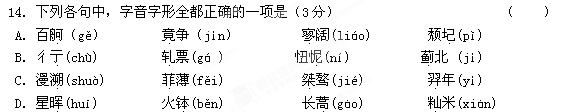 14. 下列各句中，字音字形全都正确的一项是（3分）（    ）
A. 百舸(gě)  竟争(jìn)  寥阔(liáo)  颓圮(pì)
B. 彳亍(chù)  轧票(gá)  忸怩(ní)  蓟北(jì)
C. 漫溯(shuò)  菲薄(fěi)  桀骜(jié)  羿年(yì)
D. 星晖(huí)  火钵(bēn)  长蒿(gāo)  籼米(xiān)